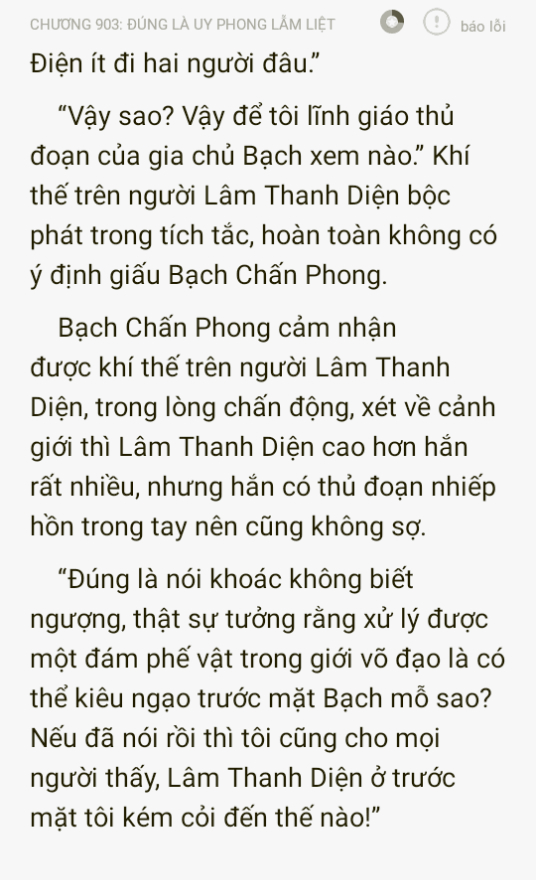 CHƯƠNG 903: ĐÚNG LÀ UY PHONG LẪM LIỆT
báo lỗi
Điện ít đi hai người đâu.”
“Vậy sao? Vậy để tôi lĩnh giáo thủ
đoạn của gia chủ Bạch xem nào.” Khí
thế trên người Lâm Thanh Diện bộc
phát trong tích tắc, hoàn toàn không có
ý định giấu Bạch Chấn Phong.
Bạch Chấn Phong cảm nhận
được khí thế trên người Lâm Thanh
Diện, trong lòng chấn động, xét về cảnh
giới thì Lâm Thanh Diện cao hơn hắn
rất nhiều, nhưng hắn có thủ đoạn nhiếp
hồn trong tay nên cũng không sợ.
“Đúng là nói khoác không biết
ngượng, thật sự tưởng rằng xử lý được
một đám phế vật trong giới võ đạo là có
thể kiêu ngạo trước mặt Bạch mỗ sao?
Nếu đã nói rồi thì tôi cũng cho mọi
người thấy, Lâm Thanh Diện ở trước
mặt tôi kém cỏi đến thế nào!”